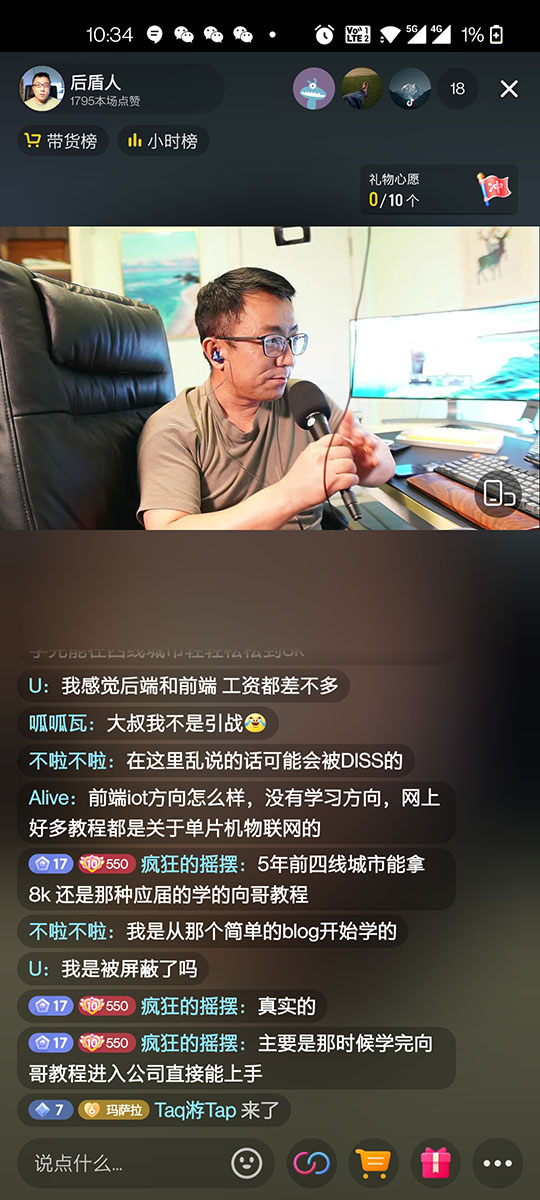 10:34
Vo 1
LTE 2
5G
4G
1%
后盾人
1795本场点赞
18
带货榜
小时榜
礼物心愿
0/10 个
冲
U：我感觉后端和前端 工资都差不多
呱呱瓦：大叔我不是引战😂
不啦不啦：在这里乱说的话可能会被DISS的
Alive：前端iot方向怎么样，没有学习方向，网上
好多教程都是关于单片机物联网的
17 10 550 疯狂的摇摆：5年前四线城市能拿
8k 还是那种应届的学的向哥教程
不啦不啦：我是从那个简单的blog开始学的
U：我是被屏蔽了吗
17 10 550 疯狂的摇摆：真实的
17 10 550 疯狂的摇摆：主要是那时候学完向
哥教程进入公司直接能上手
7 6 玛萨拉 Taq游Tap 来了
说点什么...